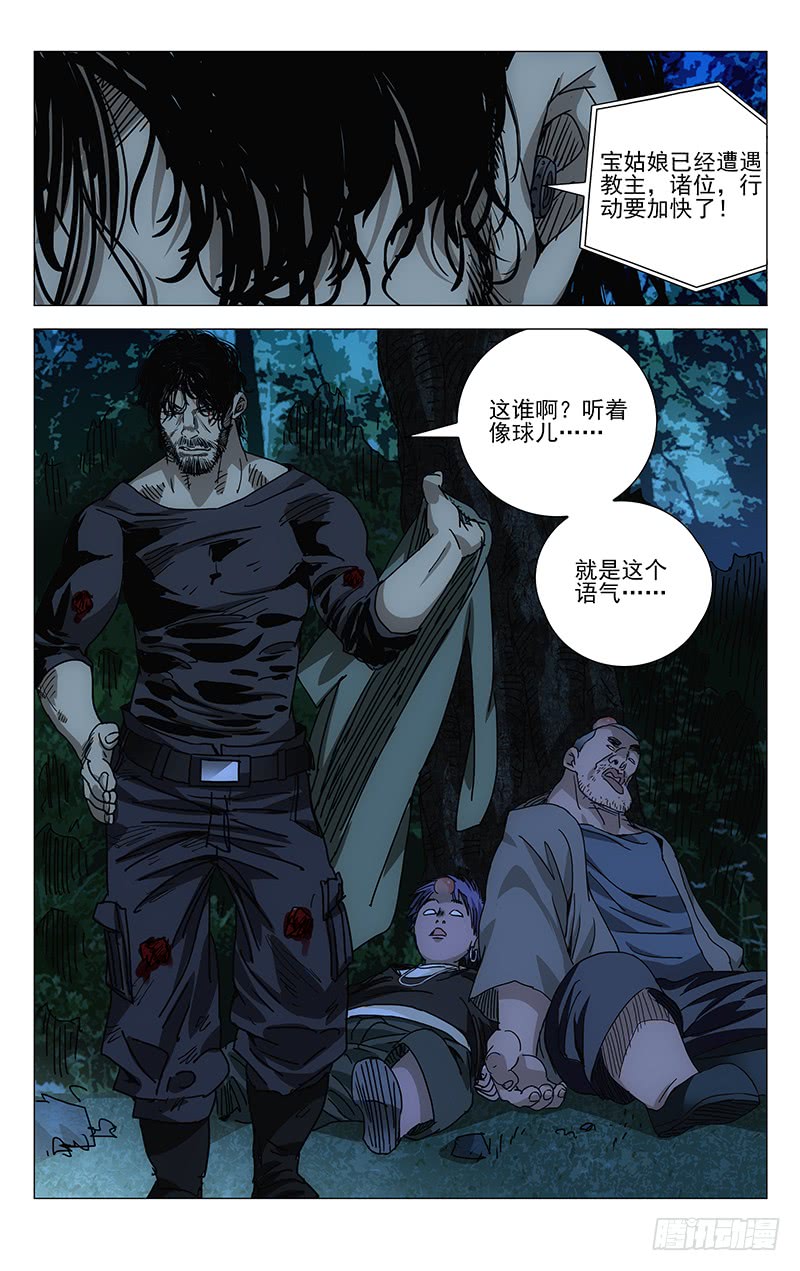 宝姑娘已经遭遇
教主，诸位，行
动要加快了！
这谁啊？听着
像球儿……
就是这个
语气……
腾讯动漫